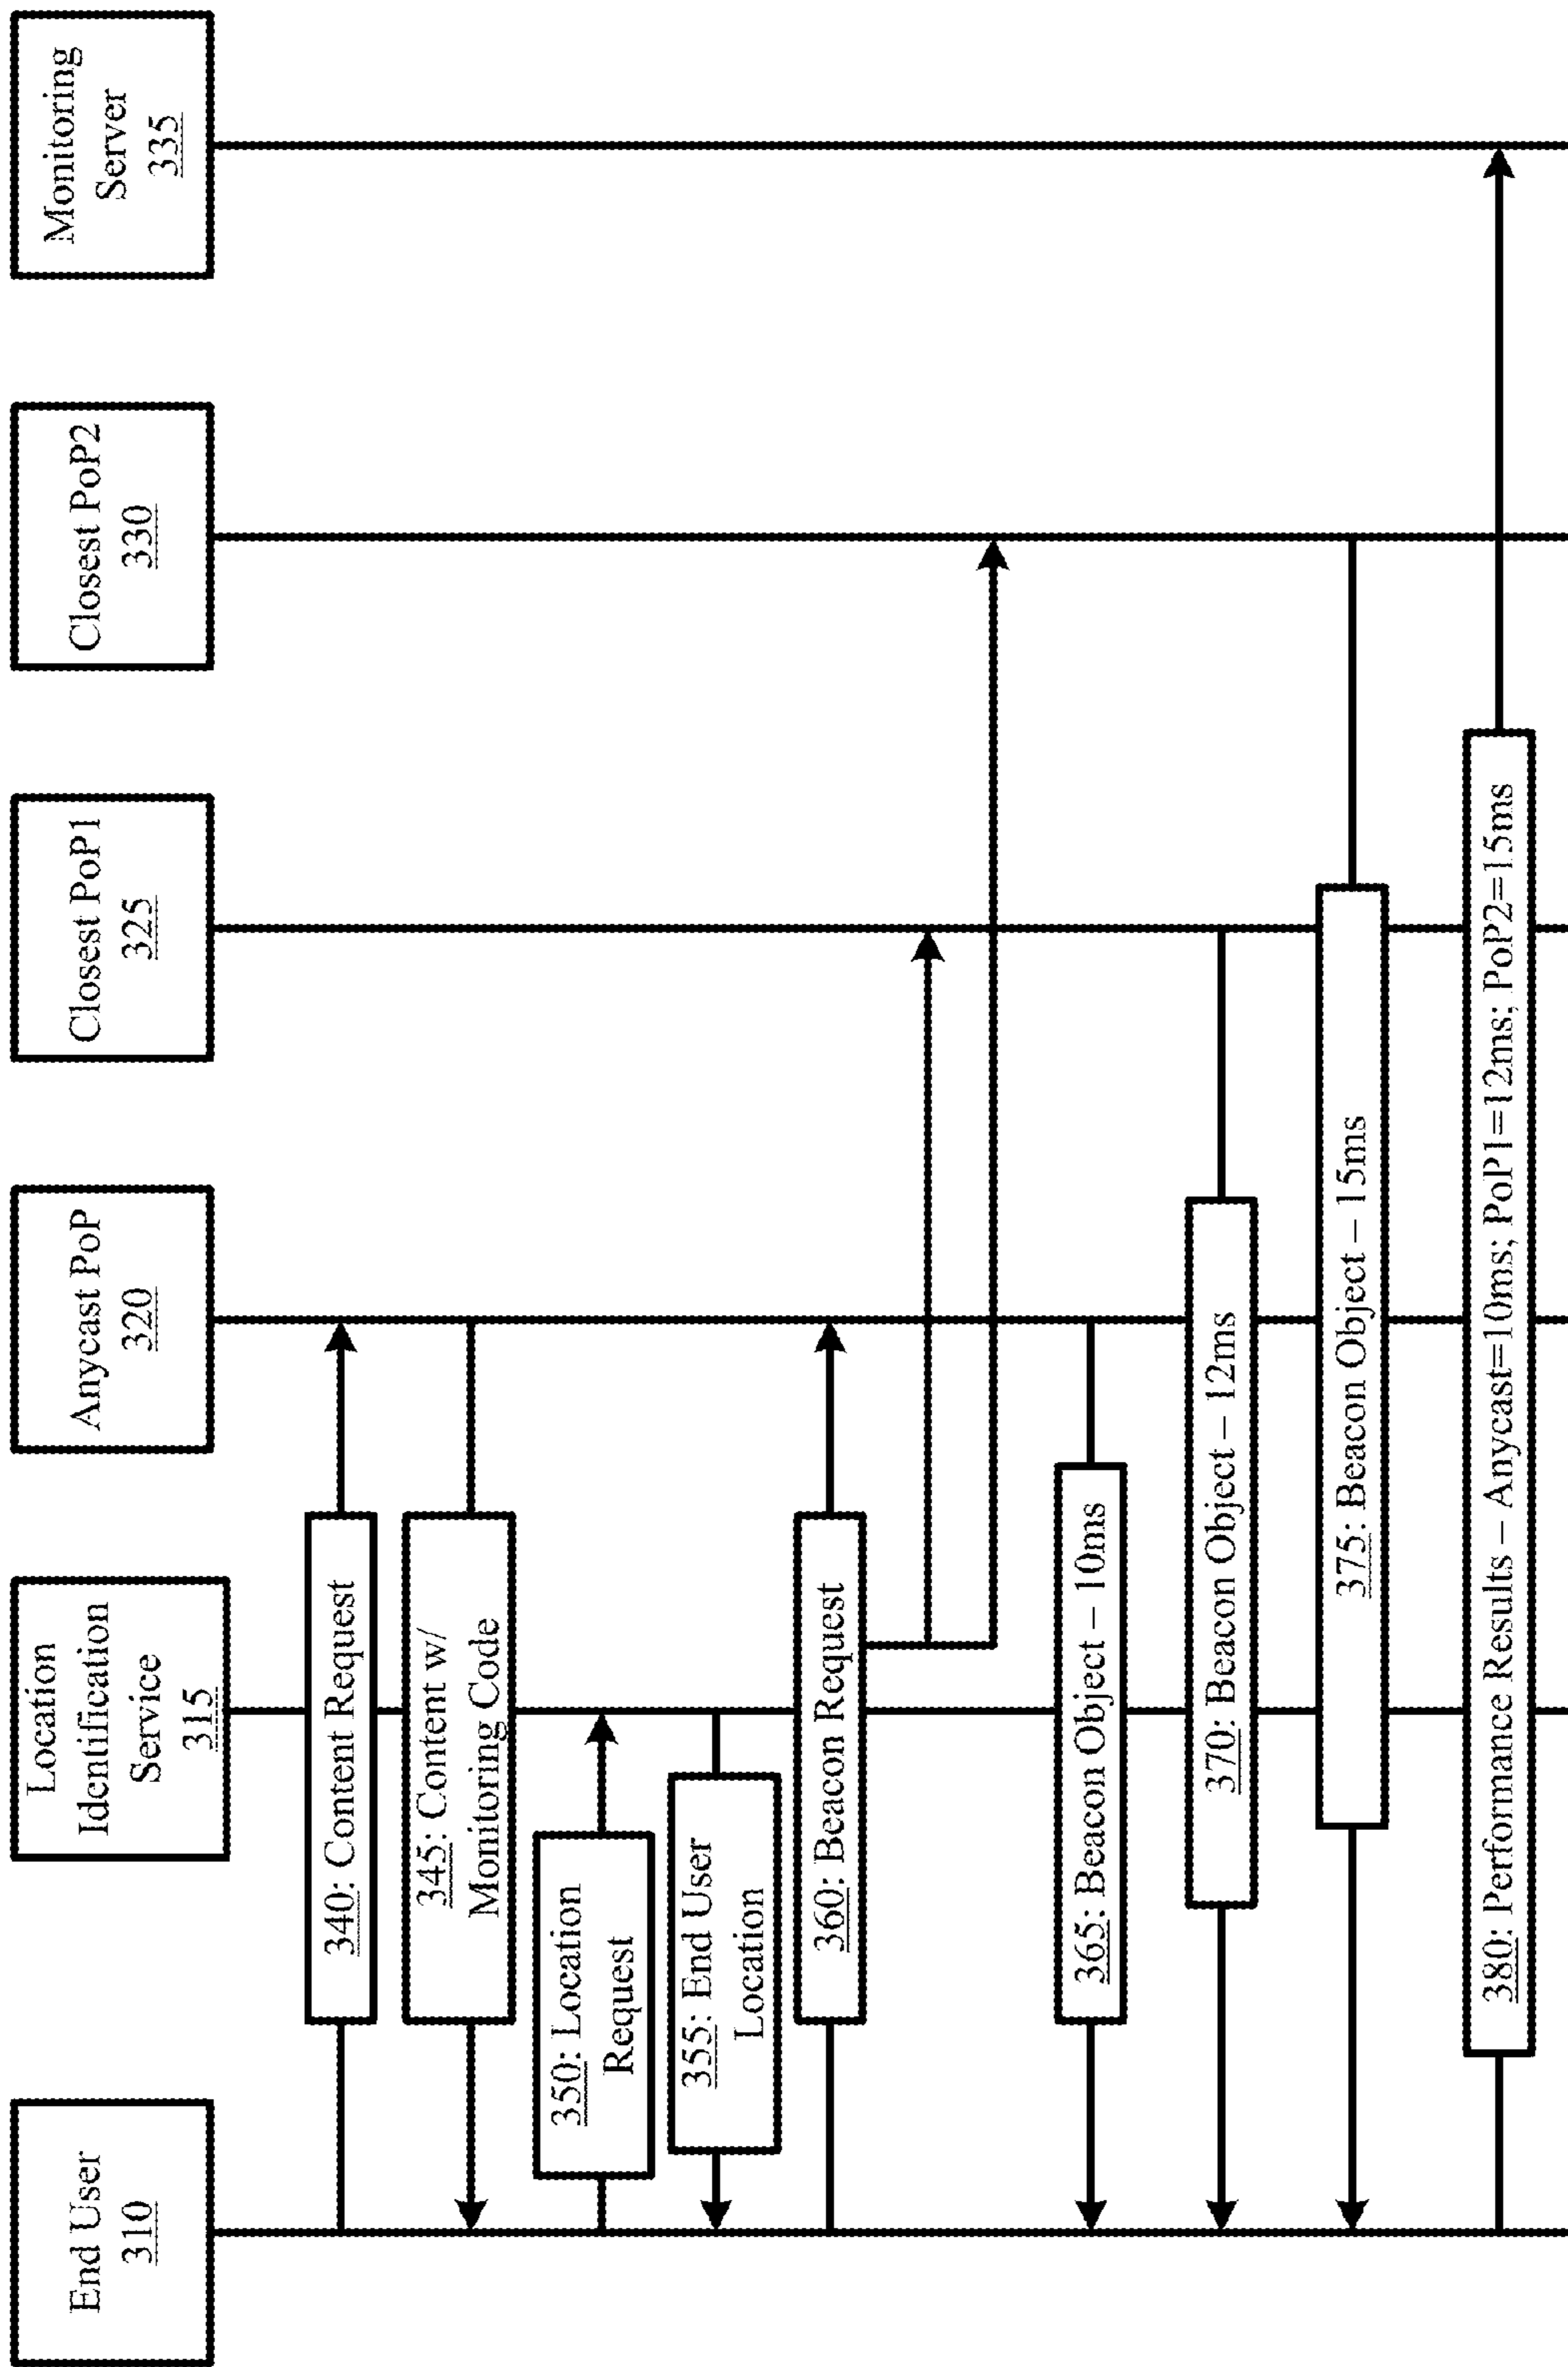 End User
310
Location
Identification
Service
315
Anycast PoP
320
Closest PoP1
325
Closest PoP2
330
Monitoring
Server
335
340: Content Request
345: Content w/
Monitoring Code
350: Location
Request
355: End User
Location
360: Beacon Request
365: Beacon Object – 10ms
370: Beacon Object – 12ms
375: Beacon Object – 15ms
380: Performance Results – Anycast=10ms; PoP1=12ms; PoP2=15ms